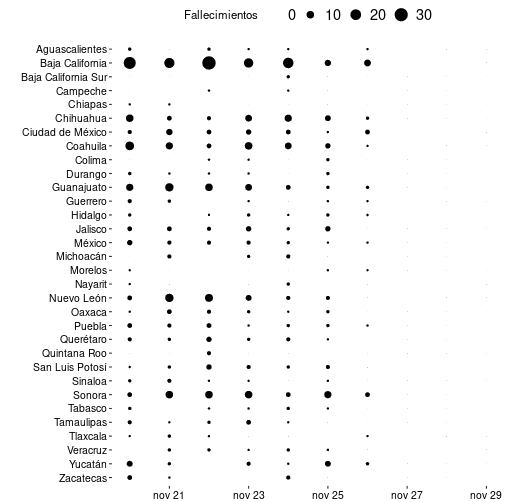 Fallecimientos 0 10 20 30
Aguascalientes
Baja California
Baja California Sur
Campeche
Chiapas
Chihuahua
Ciudad de México
Coahuila
Colima
Durango
Guanajuato
Guerrero
Hidalgo
Jalisco
México
Michoacán
Morelos
Nayarit
Nuevo León
Oaxaca
Puebla
Querétaro
Quintana Roo
San Luis Potosí
Sinaloa
Sonora
Tabasco
Tamaulipas
Tlaxcala
Veracruz
Yucatán
Zacatecas
nov 21 nov 23 nov 25 nov 27 nov 29